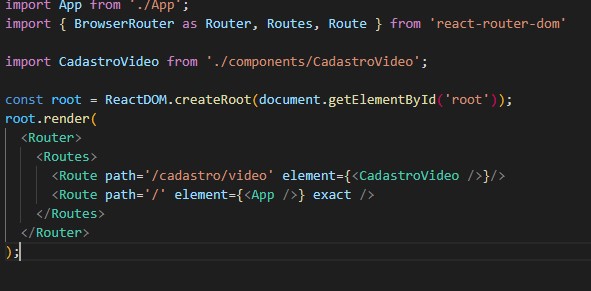 import App from './App';
import { BrowserRouter as Router, Routes, Route } from 'react-router-dom'
import CadastroVideo from './components/CadastroVideo';
const root = ReactDOM.createRoot(document.getElementById('root'));
root.render(
<Router>
<Routes>
<Route path='/cadastro/video' element={<CadastroVideo />}/>
<Route path='/' element={<App />} exact />
</Routes>
</Router>
);